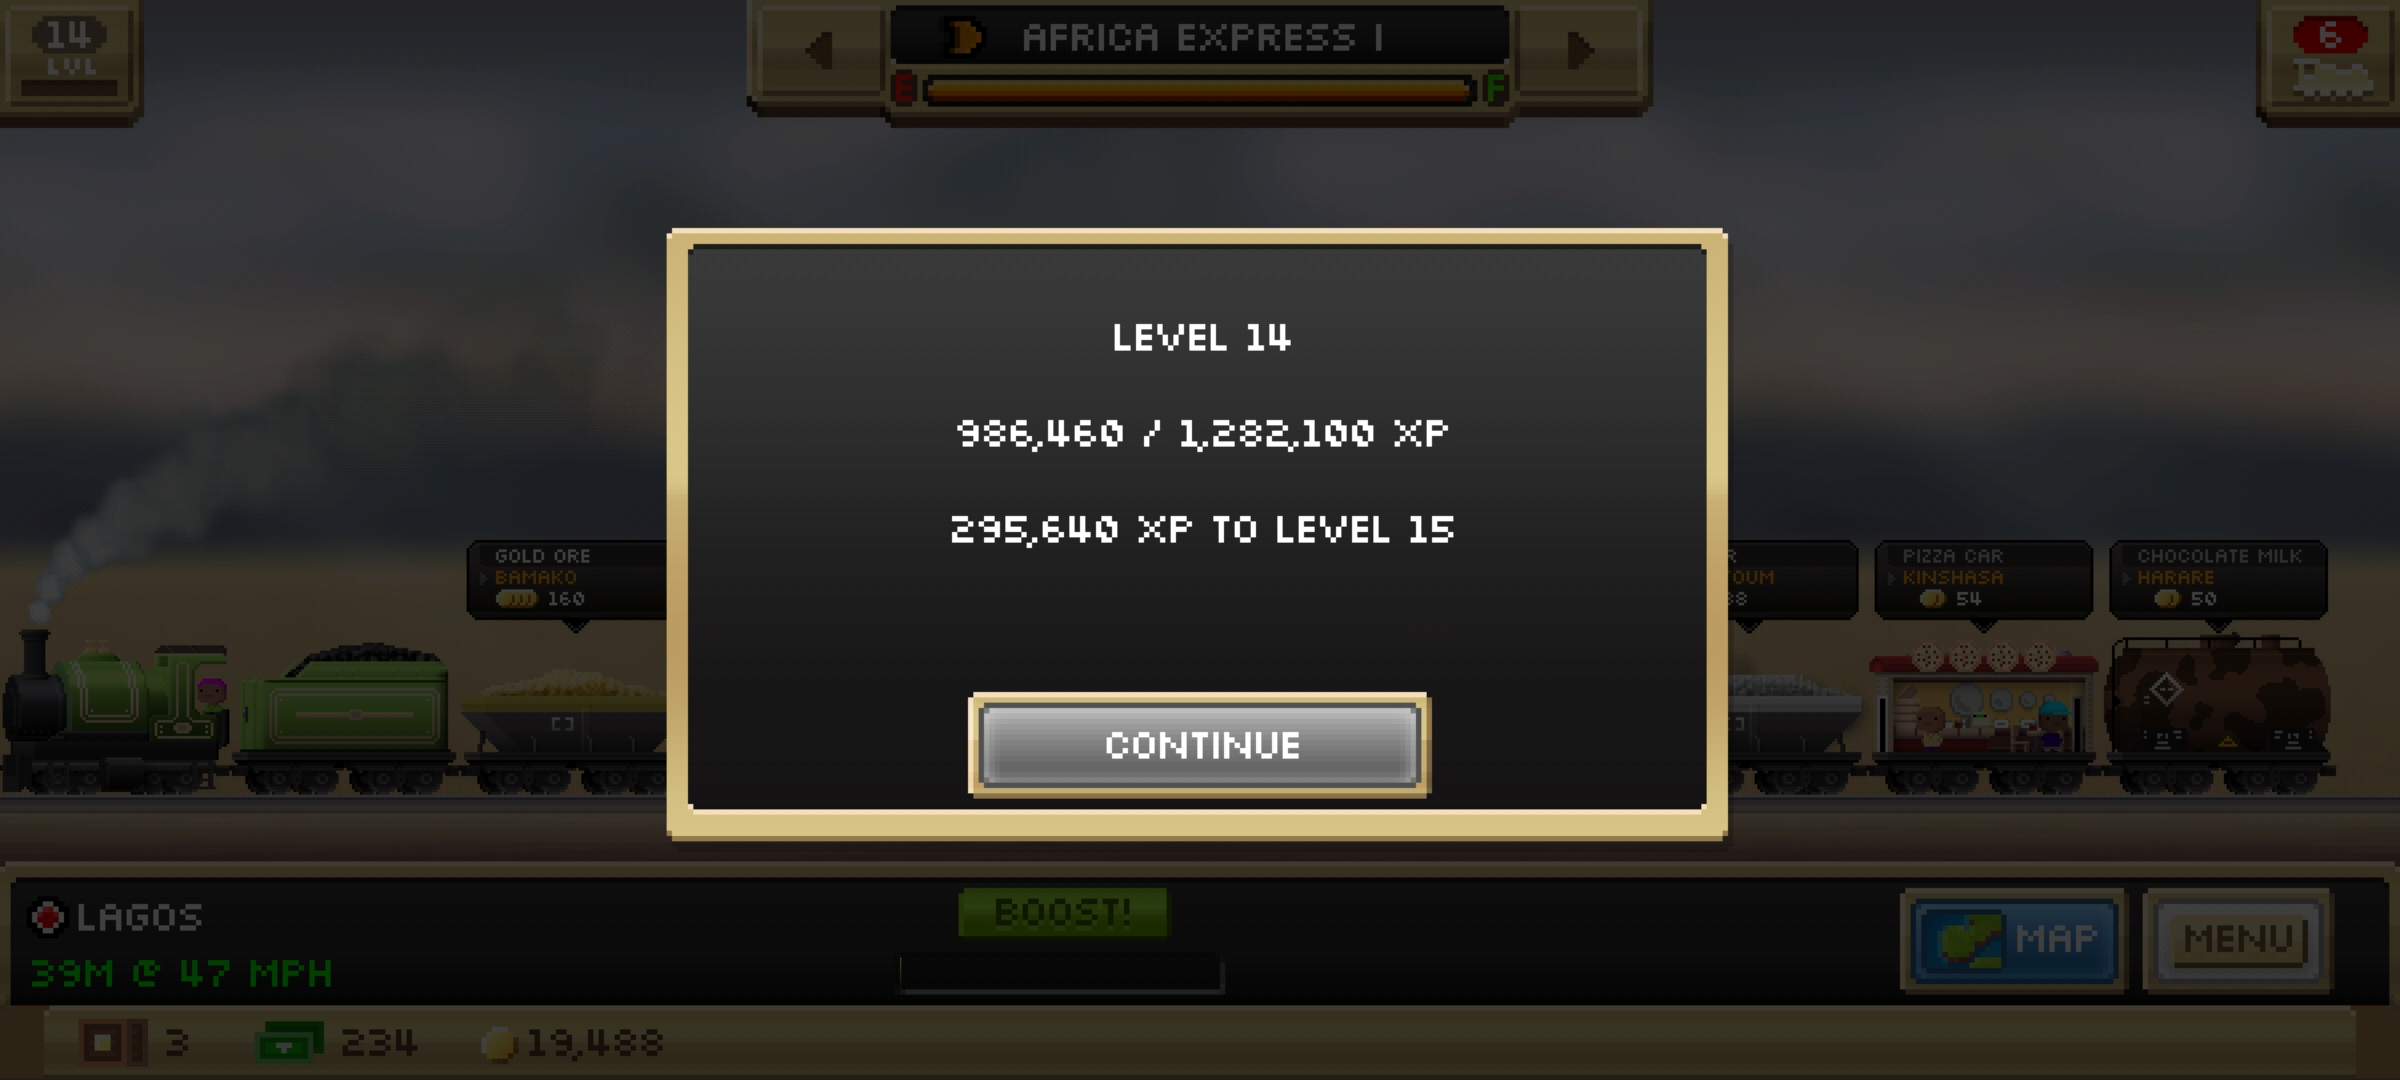 14
LVL
AFRICA EXPRESS I
E
F
6
LEVEL 14
986,460 / 1,282,100 XP
295,640 XP TO LEVEL 15
CONTINUE
GOLD ORE
BAMAKO
160
PIZZA CAR
KINSHASA
54
CHOCOLATE MILK
HARARE
50
LAGOS
39M @ 47 MPH
BOOST!
MAP
MENU
3
234
19,488